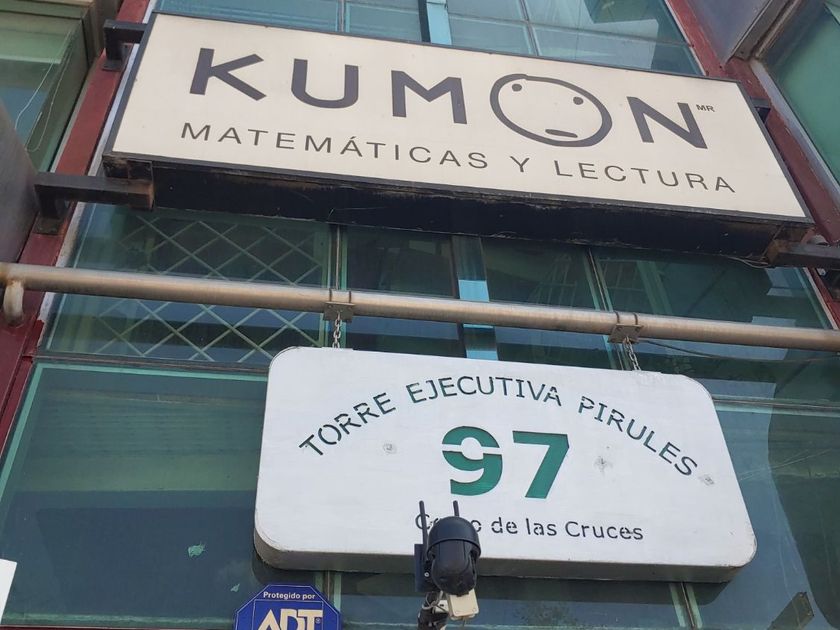 KUMON MR
MATEMÁTICAS Y LECTURA
TORRE EJECUTIVA PIRULES
97
de las Cruces
Protegido por
ADT®